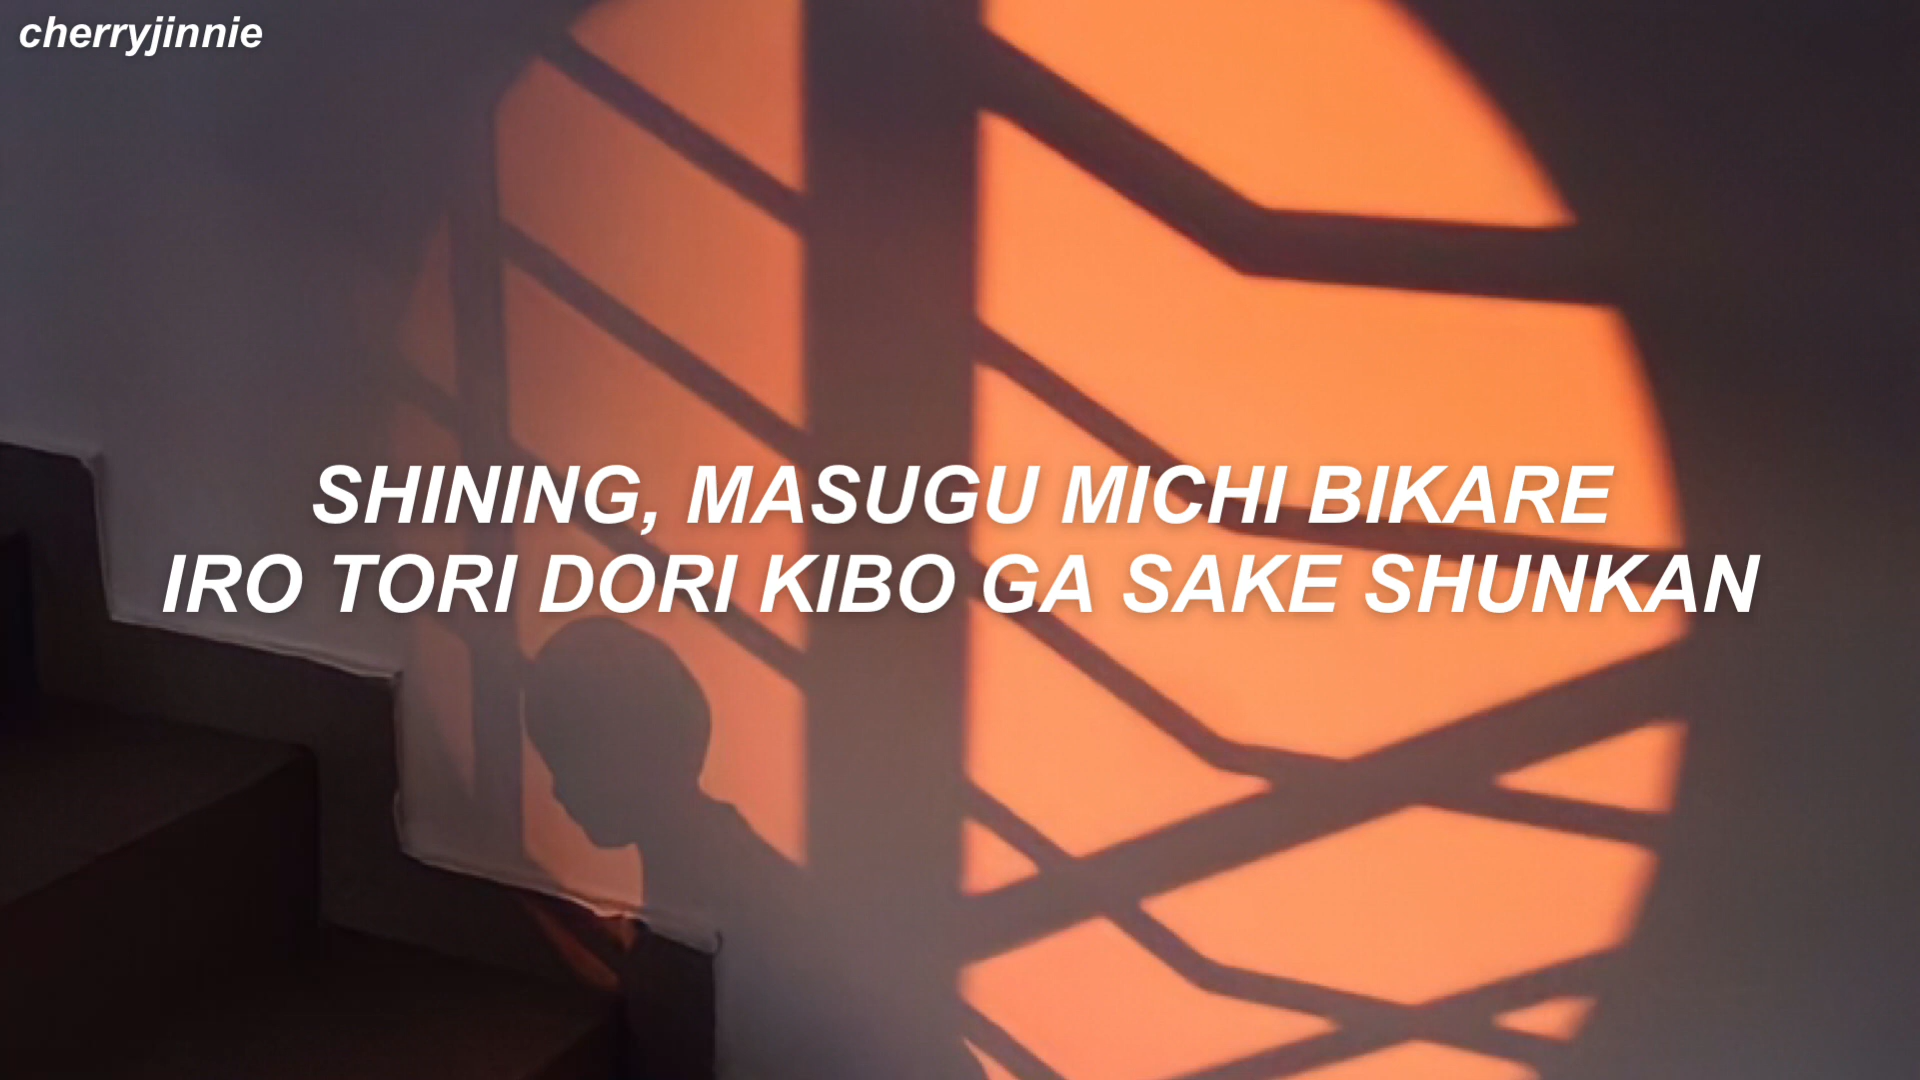 cherryjinnie
SHINING, MASUGU MICHI BIKARE
IRO TORI DORI KIBO GA SAKE SHUNKAN